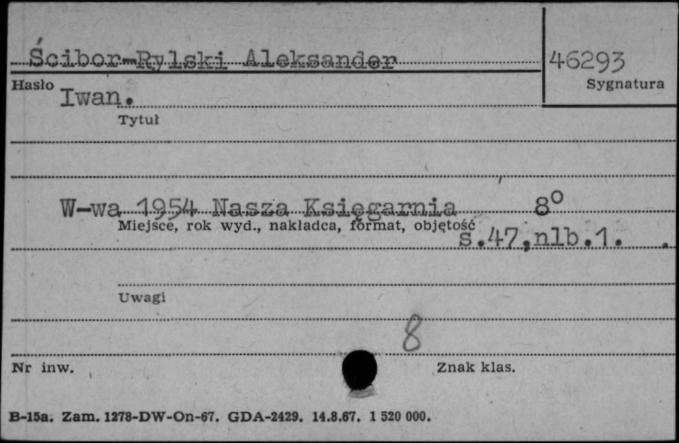 Ścibor-Rylski Aleksander
46293
Hasło
Sygnatura
Iwan.
Tytuł
W-wa 1954 Nasza Księgarnia 8°
Miejsce, rok wyd., nakładca, format, objętość
s.47,nlb.1.
Uwagi
8
Nr inw.
Znak klas.
B-15a. Zam. 1278-DW-On-67. GDA-2429. 14.8.67. 1 520 000.